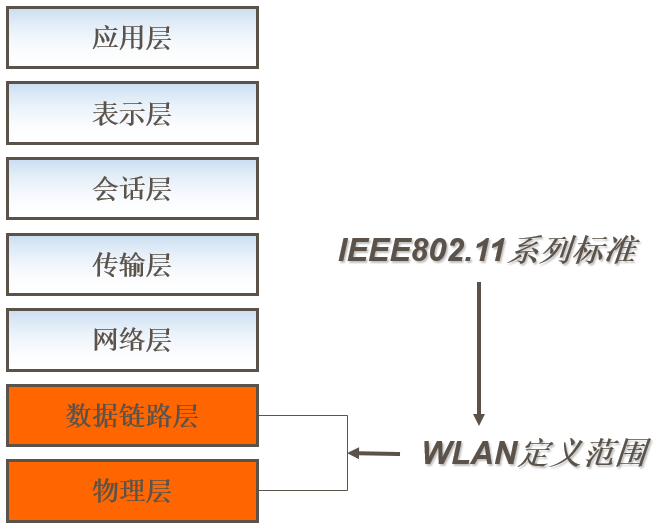 应用层
表示层
会话层
传输层
网络层
数据链路层
物理层
IEEE802.11系列标准
WLAN定义范围